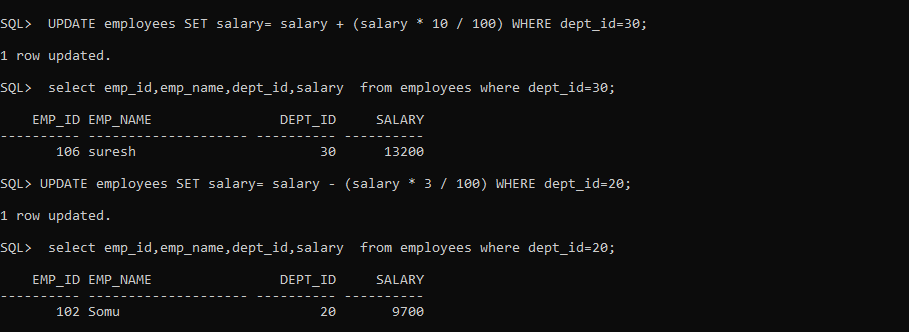 SQL>  UPDATE employees SET salary= salary + (salary * 10 / 100) WHERE dept_id=30;
1 row updated.
SQL>  select emp_id,emp_name,dept_id,salary  from employees where dept_id=30;
    EMP_ID EMP_NAME                DEPT_ID     SALARY
---------- -------------------- ---------- ----------
       106 suresh                       30      13200
SQL> UPDATE employees SET salary= salary - (salary * 3 / 100) WHERE dept_id=20;
1 row updated.
SQL>  select emp_id,emp_name,dept_id,salary  from employees where dept_id=20;
    EMP_ID EMP_NAME                DEPT_ID     SALARY
---------- -------------------- ---------- ----------
       102 Somu                         20       9700